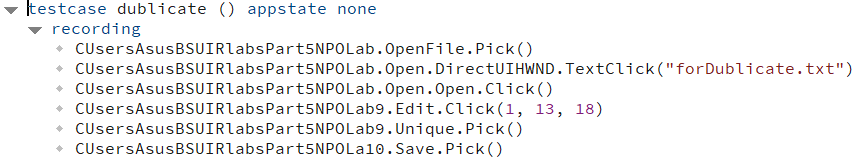 testcase dublicate () appstate none
recording
CUsersAsusBSUIRlabsPart5NPOLab.OpenFile.Pick()
CUsersAsusBSUIRlabsPart5NPOLab.Open.DirectUIHWND.TextClick("forDublicate.txt")
CUsersAsusBSUIRlabsPart5NPOLab.Open.Open.Click()
CUsersAsusBSUIRlabsPart5NPOLab9.Edit.Click(1, 13, 18)
CUsersAsusBSUIRlabsPart5NPOLab9.Unique.Pick()
CUsersAsusBSUIRlabsPart5NPOLa10.Save.Pick()